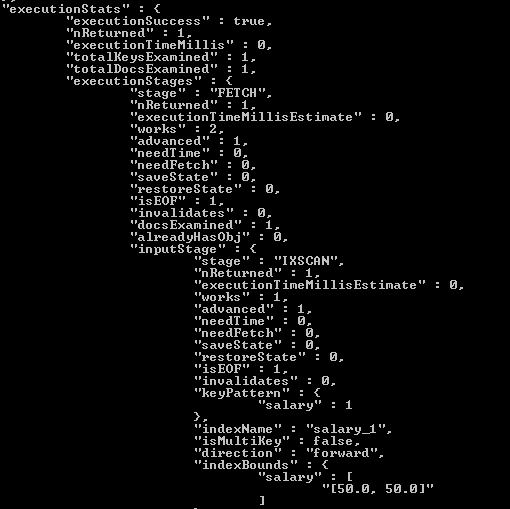 "executionStats" : {
"executionSuccess" : true,
"nReturned" : 1,
"executionTimeMillis" : 0,
"totalKeysExamined" : 1,
"totalDocsExamined" : 1,
"executionStages" : {
"stage" : "FETCH",
"nReturned" : 1,
"executionTimeMillisEstimate" : 0,
"works" : 2,
"advanced" : 1,
"needTime" : 0,
"needFetch" : 0,
"saveState" : 0,
"restoreState" : 0,
"isEOF" : 1,
"invalidates" : 0,
"docsExamined" : 1,
"alreadyHasObj" : 0,
"inputStage" : {
"stage" : "IXSCAN",
"nReturned" : 1,
"executionTimeMillisEstimate" : 0,
"works" : 1,
"advanced" : 1,
"needTime" : 0,
"needFetch" : 0,
"saveState" : 0,
"restoreState" : 0,
"isEOF" : 1,
"invalidates" : 0,
"keyPattern" : {
"salary" : 1
},
"indexName" : "salary_1",
"isMultiKey" : false,
"direction" : "forward",
"indexBounds" : {
"salary" : [
"[50.0, 50.0]"
]